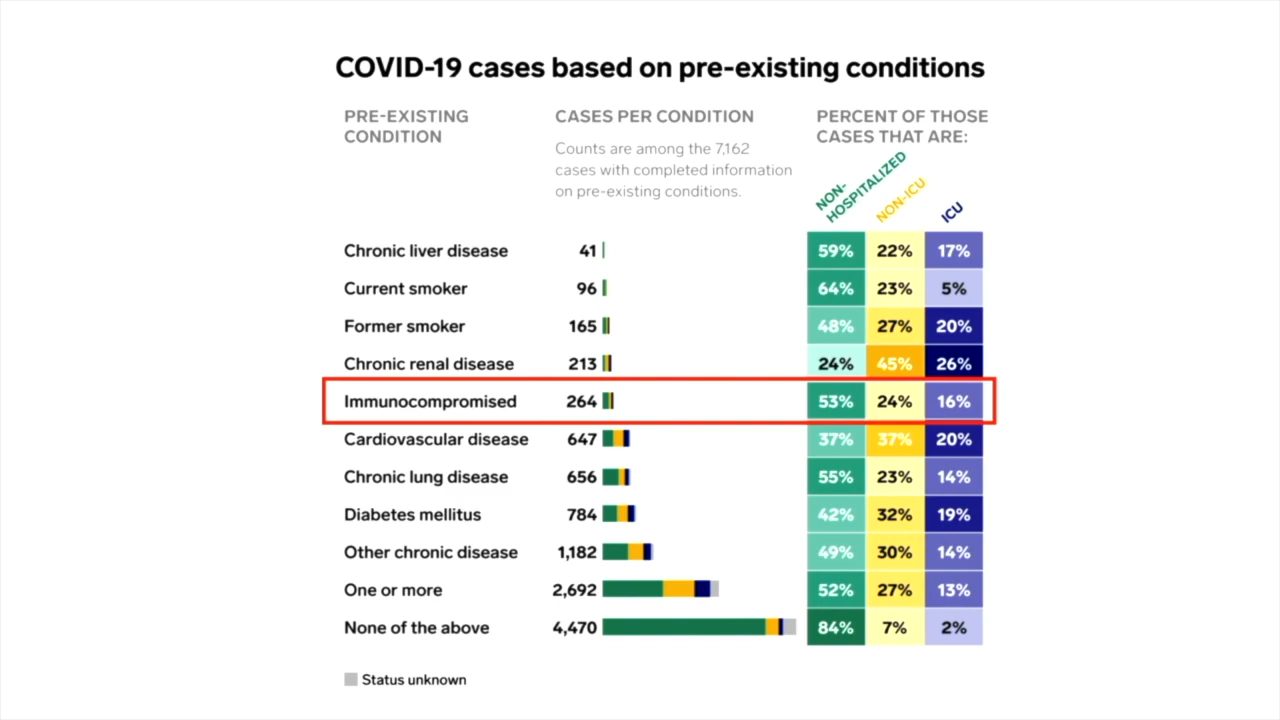 COVID-19 cases based on pre-existing conditions
PRE-EXISTING
CONDITION
CASES PER CONDITION
Counts are among the 7,162
cases with completed information
on pre-existing conditions.
PERCENT OF THOSE
CASES THAT ARE:
NON-
HOSPITALIZED
NON-ICU
ICU
Chronic liver disease 41 59% 22% 17%
Current smoker 96 64% 23% 5%
Former smoker 165 48% 27% 20%
Chronic renal disease 213 24% 45% 26%
Immunocompromised 264 53% 24% 16%
Cardiovascular disease 647 37% 37% 20%
Chronic lung disease 656 55% 23% 14%
Diabetes mellitus 784 42% 32% 19%
Other chronic disease 1,182 49% 30% 14%
One or more 2,692 52% 27% 13%
None of the above 4,470 84% 7% 2%
Status unknown